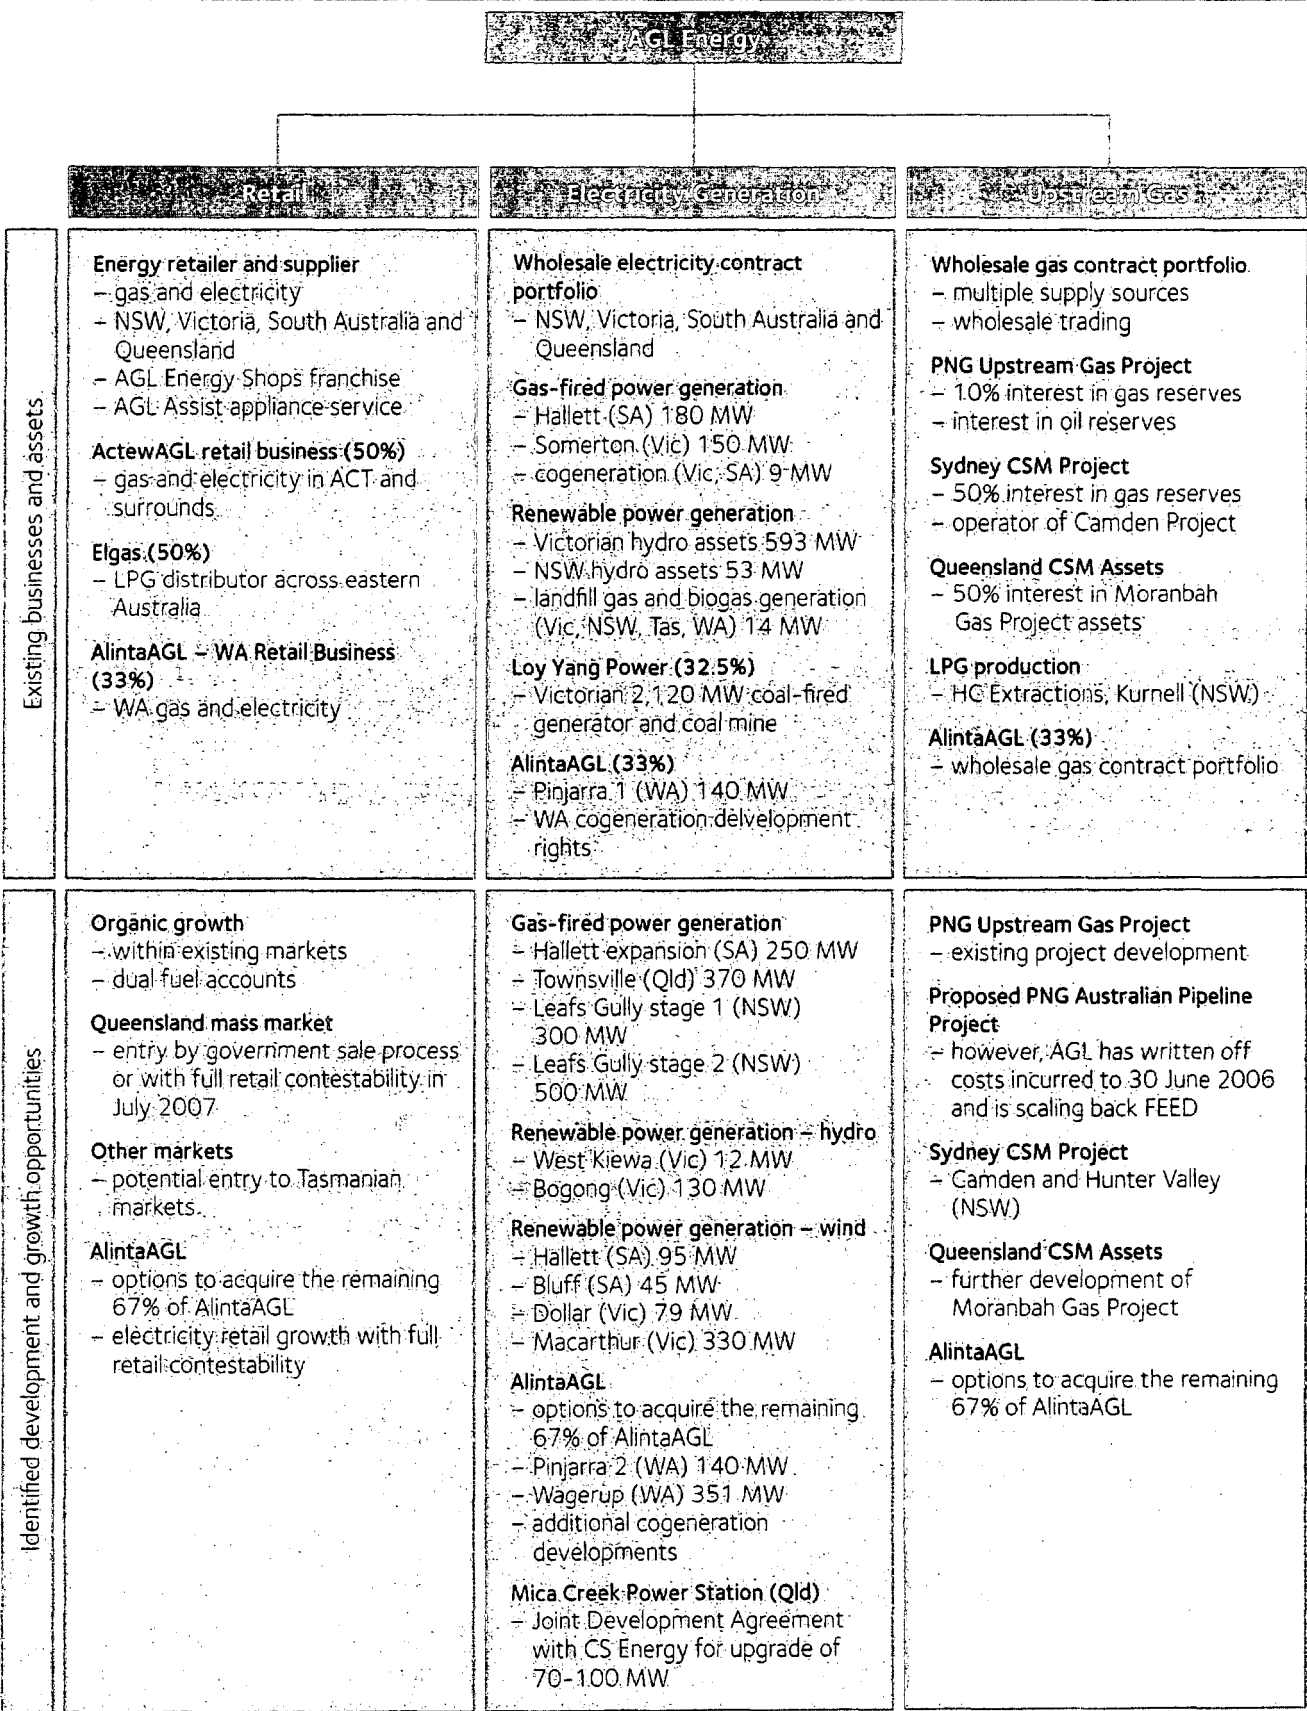 AGL Energy
Retail
Electricity Generation
Upstream Gas
Existing businesses and assets
Energy retailer and supplier
– gas and electricity
– NSW, Victoria, South Australia and
Queensland
– AGL Energy Shops franchise
– AGL Assist appliance service
ActewAGL retail business (50%)
– gas and electricity in ACT and
surrounds
Elgas (50%)
– LPG distributor across eastern
Australia
AlintaAGL – WA Retail Business
(33%)
– WA gas and electricity
Wholesale electricity contract
portfolio
– NSW, Victoria, South Australia and
Queensland
Gas-fired power generation
– Hallett (SA) 180 MW
– Somerton (Vic) 150 MW
– cogeneration (Vic, SA) 9 MW
Renewable power generation
– Victorian hydro assets 593 MW
– NSW hydro assets 53 MW
– landfill gas and biogas generation
(Vic, NSW, Tas, WA) 14 MW
Loy Yang Power (32.5%)
– Victorian 2,120 MW coal-fired
generator and coal mine
AlintaAGL (33%)
– Pinjarra 1 (WA) 140 MW
– WA cogeneration delvelopment
rights
Wholesale gas contract portfolio
– multiple supply sources
– wholesale trading
PNG Upstream Gas Project
– 10% interest in gas reserves
– interest in oil reserves
Sydney CSM Project
– 50% interest in gas reserves
– operator of Camden Project
Queensland CSM Assets
– 50% interest in Moranbah
Gas Project assets
LPG production
– HC Extractions, Kurnell (NSW)
AlintaAGL (33%)
– wholesale gas contract portfolio
Identified development and growth opportunities
Organic growth
– within existing markets
– dual fuel accounts
Queensland mass market
– entry by government sale process
or with full retail contestability in
July 2007
Other markets
– potential entry to Tasmanian
markets
AlintaAGL
– options to acquire the remaining
67% of AlintaAGL
– electricity retail growth with full
retail contestability
Gas-fired power generation
– Hallett expansion (SA) 250 MW
– Townsville (Qld) 370 MW
– Leafs Gully stage 1 (NSW)
300 MW
– Leafs Gully stage 2 (NSW)
500 MW
Renewable power generation – hydro
– West Kiewa (Vic) 12 MW
– Bogong (Vic) 130 MW
Renewable power generation – wind
– Hallett (SA) 95 MW
– Bluff (SA) 45 MW
– Dollar (Vic) 79 MW
– Macarthur (Vic) 330 MW
AlintaAGL
– options to acquire the remaining
67% of AlintaAGL
– Pinjarra 2 (WA) 140 MW
– Wagerup (WA) 351 MW
– additional cogeneration
developments
Mica Creek Power Station (Qld)
– Joint Development Agreement
with CS Energy for upgrade of
70-100 MW
PNG Upstream Gas Project
– existing project development
Proposed PNG Australian Pipeline
Project
– however, AGL has written off
costs incurred to 30 June 2006
and is scaling back FEED
Sydney CSM Project
– Camden and Hunter Valley
(NSW)
Queensland CSM Assets
– further development of
Moranbah Gas Project
AlintaAGL
– options to acquire the remaining
67% of AlintaAGL